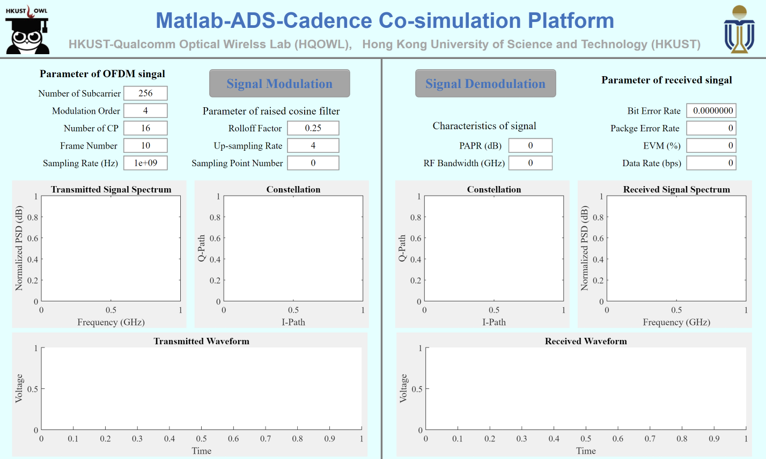 HKUST OWL
Matlab-ADS-Cadence Co-simulation Platform
HKUST-Qualcomm Optical Wirelss Lab (HQOWL), Hong Kong University of Science and Technology (HKUST)
Parameter of OFDM singal
Number of Subcarrier 256
Modulation Order 4
Number of CP 16
Frame Number 10
Sampling Rate (Hz) 1e+09
Signal Modulation
Parameter of raised cosine filter
Rolloff Factor 0.25
Up-sampling Rate 4
Sampling Point Number 0
Signal Demodulation
Characteristics of signal
PAPR (dB) 0
RF Bandwidth (GHz) 0
Parameter of received singal
Bit Error Rate 0.0000000
Packge Error Rate 0
EVM (%) 0
Data Rate (bps) 0
Transmitted Signal Spectrum
Normalized PSD (dB)
1
0.8
0.6
0.4
0.2
0
0 0.5 1
Frequency (GHz)
Constellation
Q-Path
1
0.8
0.6
0.4
0.2
0
0 0.5 1
I-Path
Constellation
Q-Path
1
0.8
0.6
0.4
0.2
0
0 0.5 1
I-Path
Received Signal Spectrum
Normalized PSD (dB)
1
0.8
0.6
0.4
0.2
0
0 0.5 1
Frequency (GHz)
Transmitted Waveform
Voltage
1
0.5
0
0 0.1 0.2 0.3 0.4 0.5 0.6 0.7 0.8 0.9 1
Time
Received Waveform
Voltage
1
0.5
0
0 0.1 0.2 0.3 0.4 0.5 0.6 0.7 0.8 0.9 1
Time